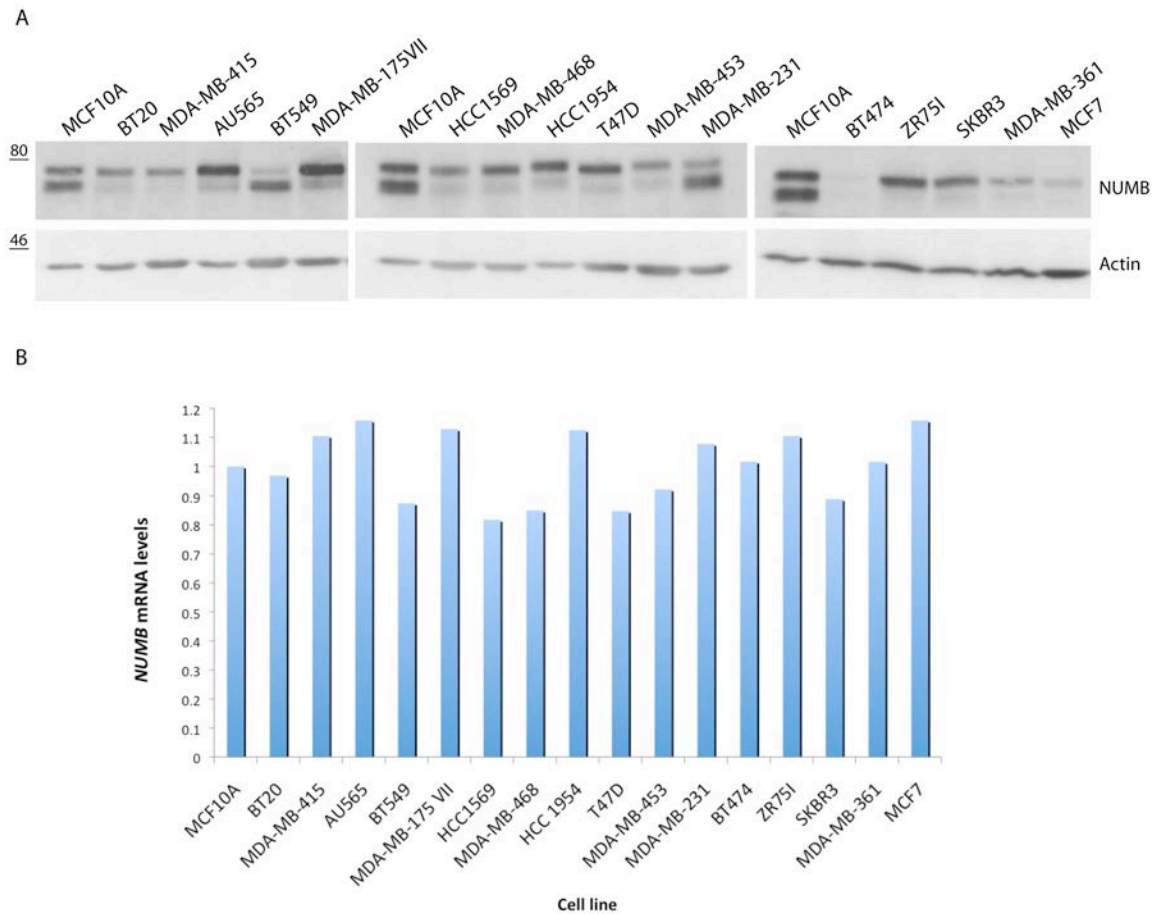 A
MCF10A
BT20
MDA-MB-415
AU565
BT549
MDA-MB-175VII
MCF10A
HCC1569
MDA-MB-468
HCC1954
T47D
MDA-MB-453
MDA-MB-231
MCF10A
BT474
ZR75I
SKBR3
MDA-MB-361
MCF7
80
NUMB
46
Actin
B
NUMB mRNA levels
1.2
1.1
1
0.9
0.8
0.7
0.6
0.5
0.4
0.3
0.2
0.1
0
MCF10A
BT20
MDA-MB-415
AU565
BT549
MDA-MB-175 VII
HCC1569
MDA-MB-468
HCC 1954
T47D
MDA-MB-453
MDA-MB-231
BT474
ZR75I
SKBR3
MDA-MB-361
MCF7
Cell line